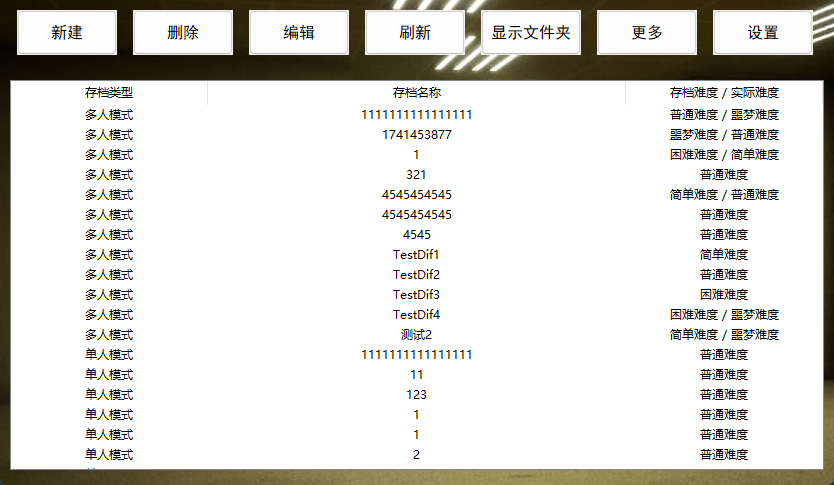 新建 删除 编辑 刷新 显示文件夹 更多 设置
存档类型 存档名称 存档难度 / 实际难度
多人模式 1111111111111111 普通难度 / 噩梦难度
多人模式 1741453877 噩梦难度 / 普通难度
多人模式 1 困难难度 / 简单难度
多人模式 321 普通难度
多人模式 4545454545 简单难度 / 普通难度
多人模式 4545454545 普通难度
多人模式 4545 普通难度
多人模式 TestDif1 简单难度
多人模式 TestDif2 普通难度
多人模式 TestDif3 困难难度
多人模式 TestDif4 困难难度 / 噩梦难度
多人模式 测试2 简单难度 / 噩梦难度
单人模式 1111111111111111 普通难度
单人模式 11 普通难度
单人模式 123 普通难度
单人模式 1 普通难度
单人模式 1 普通难度
单人模式 2 普通难度